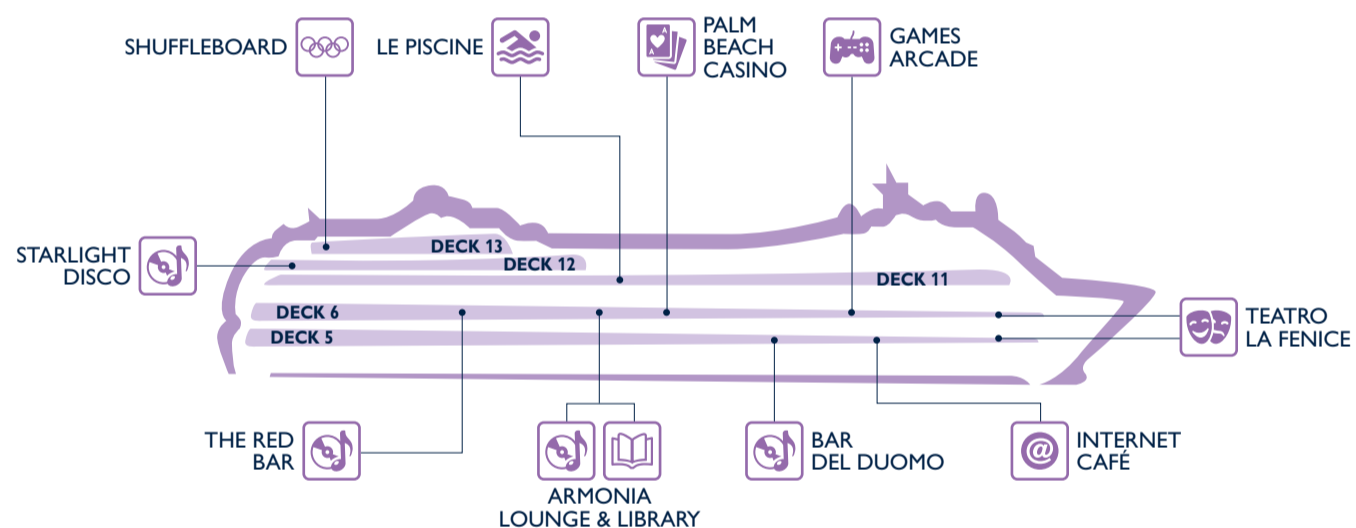 SHUFFLEBOARD
LE PISCINE
PALM
BEACH
CASINO
GAMES
ARCADE
A
A
A
STARLIGHT
DISCO
DECK 13
DECK 12
DECK 11
DECK 6
DECK 5
TEATRO
LA FENICE
THE RED
BAR
ARMONIA
LOUNGE & LIBRARY
BAR
DEL DUOMO
@
INTERNET
CAFÉ